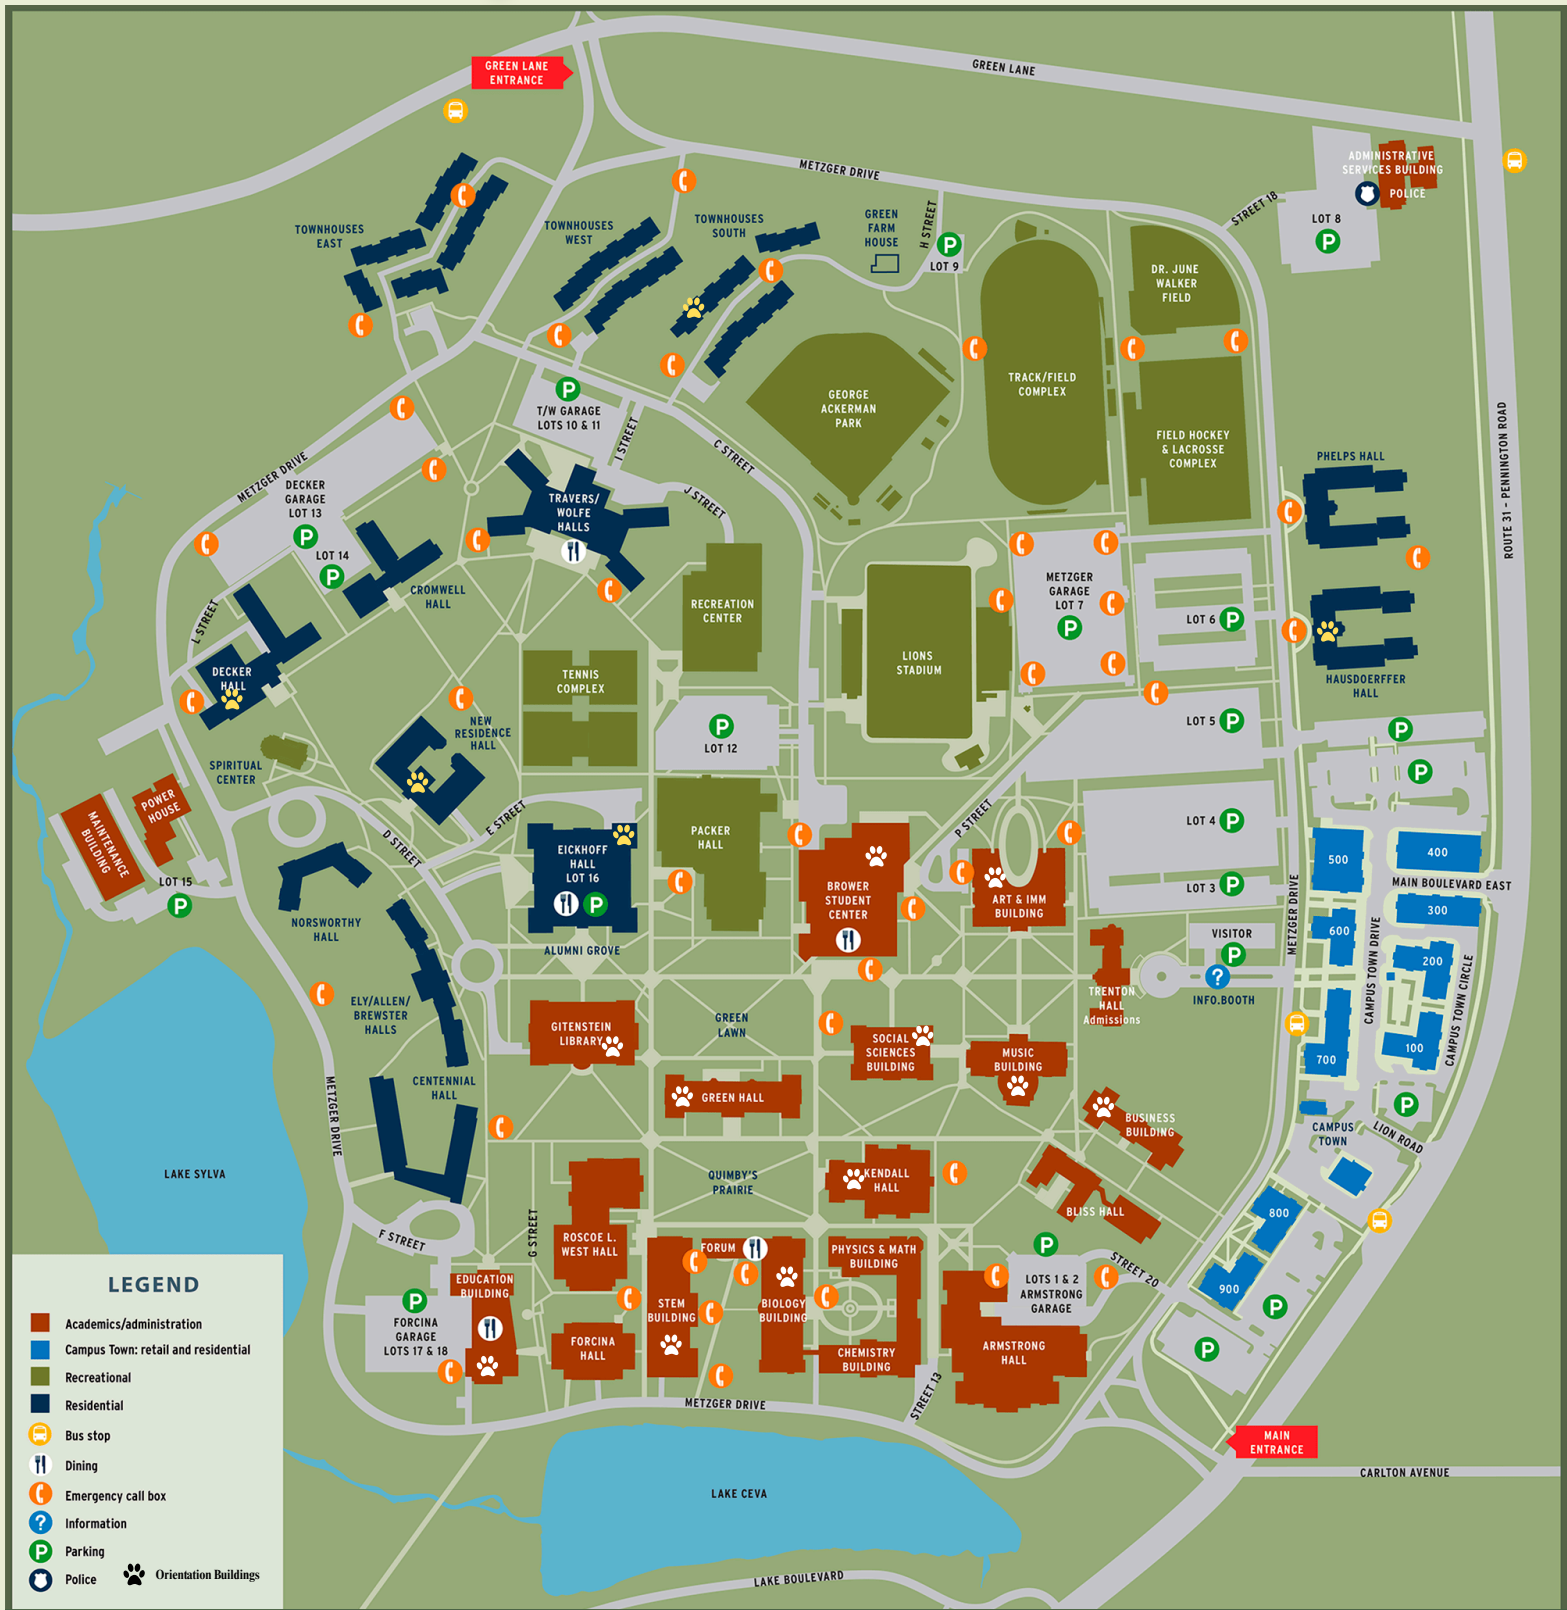 GREEN LANE
ENTRANCE
GREEN LANE
METZGER DRIVE
ADMINISTRATIVE
SERVICES BUILDING
POLICE
STREET 18
LOT 8
P
TOWNHOUSES
EAST
TOWNHOUSES
WEST
TOWNHOUSES
SOUTH
GREEN
FARM
HOUSE
H STREET
P
LOT 9
DR. JUNE
WALKER
FIELD
TRACK/FIELD
COMPLEX
GEORGE
ACKERMAN
PARK
FIELD HOCKEY
& LACROSSE
COMPLEX
P
T/W GARAGE
LOTS 10 & 11
I STREET
C STREET
J STREET
METZGER DRIVE
DECKER
GARAGE
LOT 13
P
LOT 14
P
TRAVERS/
WOLFE
HALLS
CROMWELL
HALL
L STREET
DECKER
HALL
RECREATION
CENTER
METZGER
GARAGE
LOT 7
P
LOT 6 P
PHELPS HALL
HAUSDOERFFER
HALL
ROUTE 31 - PENNINGTON ROAD
LIONS
STADIUM
TENNIS
COMPLEX
NEW
RESIDENCE
HALL
SPIRITUAL
CENTER
P
LOT 12
LOT 5 P
P
P
POWER
HOUSE
MAINTENANCE
BUILDING
LOT 15
P
D STREET
E STREET
EICKHOFF
HALL
LOT 16
P
PACKER
HALL
P STREET
LOT 4 P
LOT 3 P
500
400
MAIN BOULEVARD EAST
300
BROWER
STUDENT
CENTER
ART & IMM
BUILDING
NORSWORTHY
HALL
ALUMNI GROVE
VISITOR
P
?
INFO.BOOTH
METZGER DRIVE
600
200
CAMPUS TOWN DRIVE
CAMPUS TOWN CIRCLE
TRENTON
HALL
Admissions
ELY/ALLEN/
BREWSTER
HALLS
GITENSTEIN
LIBRARY
GREEN
LAWN
SOCIAL
SCIENCES
BUILDING
MUSIC
BUILDING
700
100
CENTENNIAL
HALL
GREEN HALL
BUSINESS
BUILDING
P
CAMPUS
TOWN
LION ROAD
METZGER DRIVE
LAKE SYLVA
QUIMBY'S
PRAIRIE
KENDALL
HALL
BLISS HALL
800
900
F STREET
G STREET
ROSCOE L.
WEST HALL
FORUM
PHYSICS & MATH
BUILDING
P
LOTS 1 & 2
ARMSTRONG
GARAGE
STREET 20
EDUCATION
BUILDING
P
FORCINA
GARAGE
LOTS 17 & 18
STEM
BUILDING
BIOLOGY
BUILDING
FORCINA
HALL
CHEMISTRY
BUILDING
ARMSTRONG
HALL
P
P
STREET 13
METZGER DRIVE
MAIN
ENTRANCE
CARLTON AVENUE
LAKE CEVA
LAKE BOULEVARD
LEGEND
Academics/administration
Campus Town: retail and residential
Recreational
Residential
Bus stop
Dining
Emergency call box
? Information
P Parking
Police
Orientation Buildings